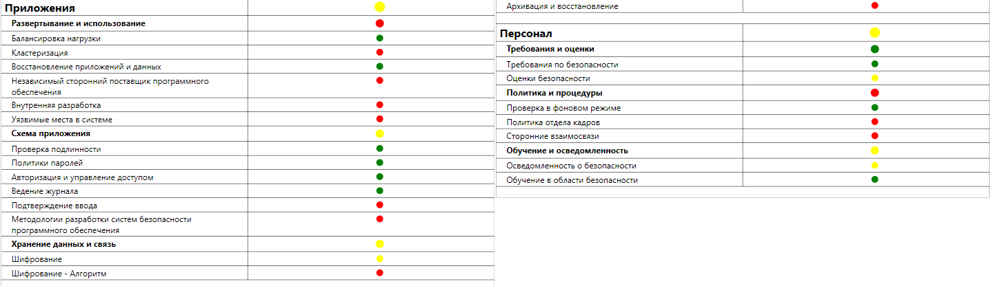 Приложения
Развертывание и использование
Балансировка нагрузки
Кластеризация
Восстановление приложений и данных
Независимый сторонний поставщик программного
обеспечения
Внутренняя разработка
Уязвимые места в системе
Схема приложения
Проверка подлинности
Политики паролей
Авторизация и управление доступом
Ведение журнала
Подтверждение ввода
Методологии разработки систем безопасности
программного обеспечения
Хранение данных и связь
Шифрование
Шифрование - Алгоритм
Архивация и восстановление
Персонал
Требования и оценки
Требования по безопасности
Оценки безопасности
Политика и процедуры
Проверка в фоновом режиме
Политика отдела кадров
Сторонние взаимосвязи
Обучение и осведомленность
Осведомленность о безопасности
Обучение в области безопасности